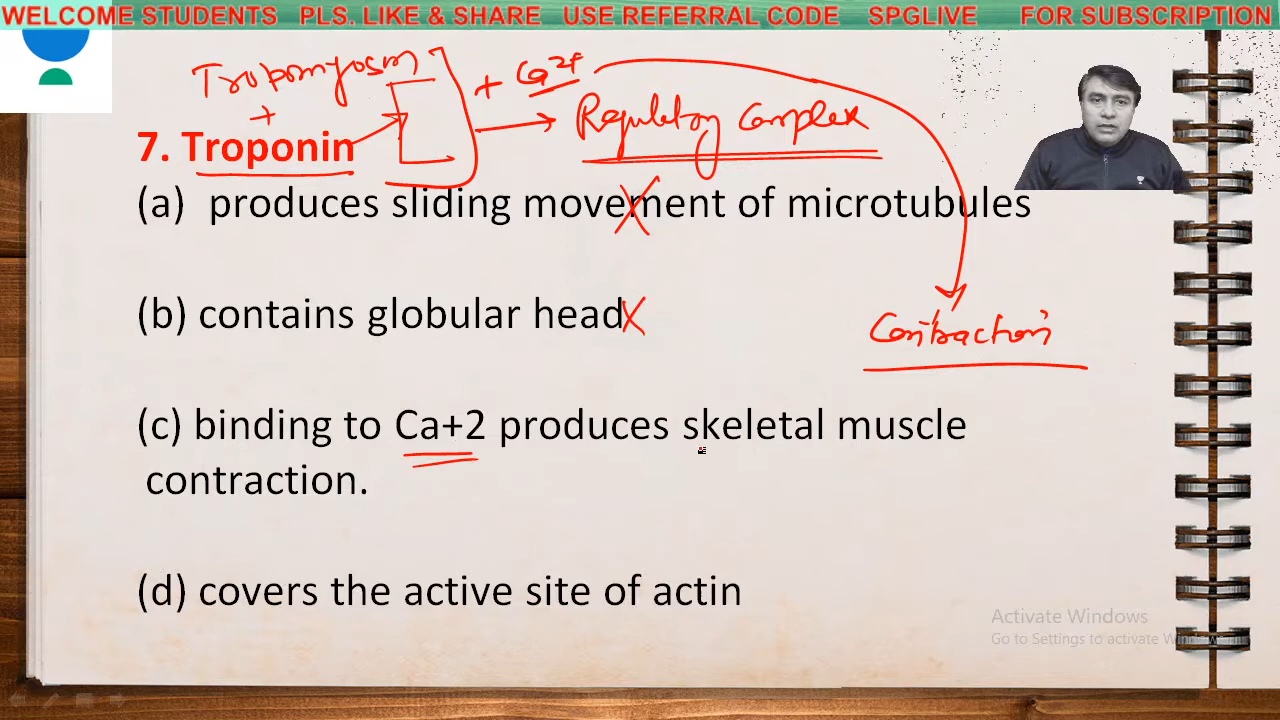 WELCOME STUDENTS PLS. LIKE & SHARE USE REFERRAL CODE SPGLIVE FOR SUBSCRIPTION
Tropomyosin
+
+ Ca2+
Regulatory Complex
7. Troponin
(a) produces sliding movement of microtubules
(b) contains globular head
Contraction
(c) binding to Ca+2 produces skeletal muscle
contraction.
(d) covers the active site of actin
Activate Windows
Go to Settings to activate Windows.